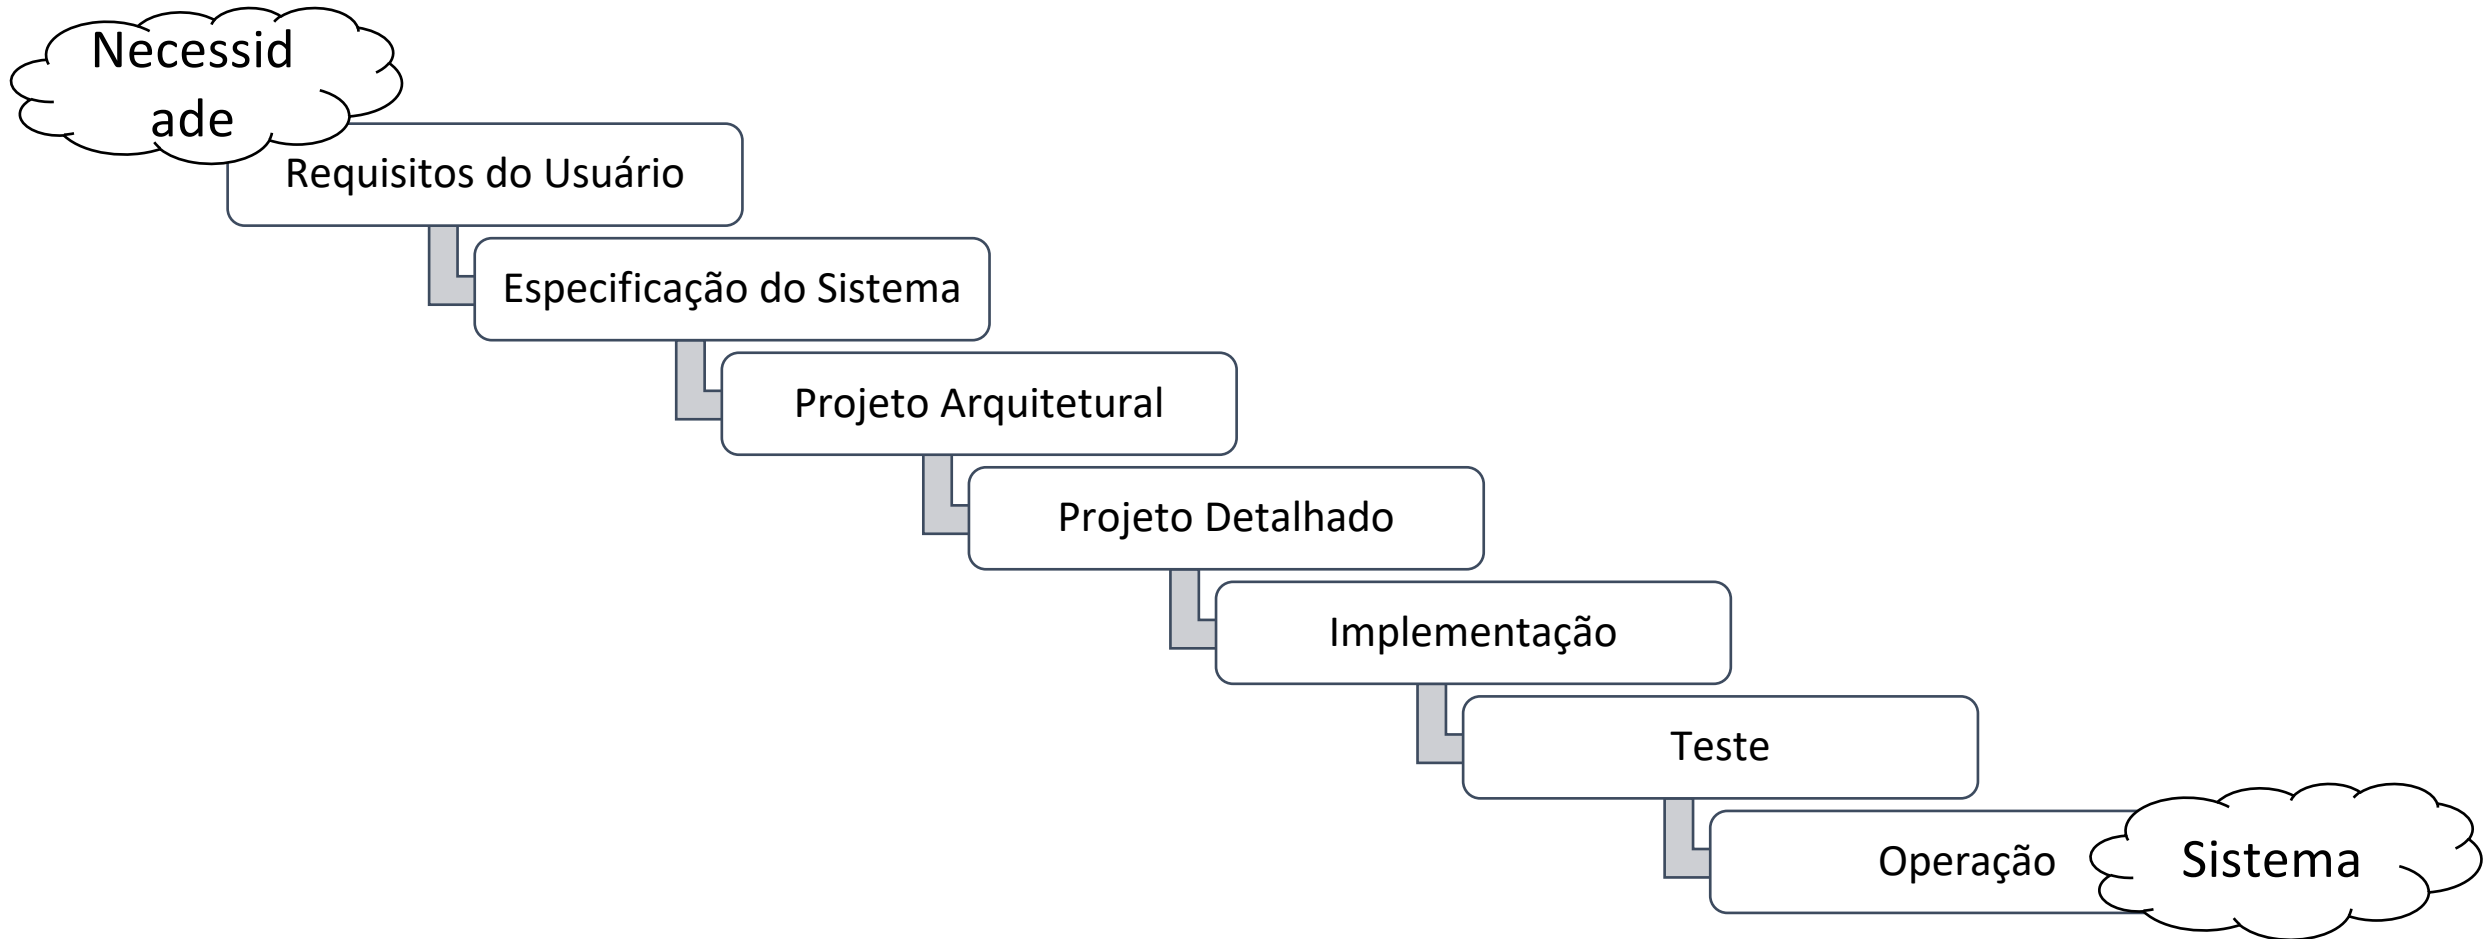 Necessid
ade
Requisitos do Usuário
Especificação do Sistema
Projeto Arquitetural
Projeto Detalhado
Implementação
Teste
Operação
Sistema